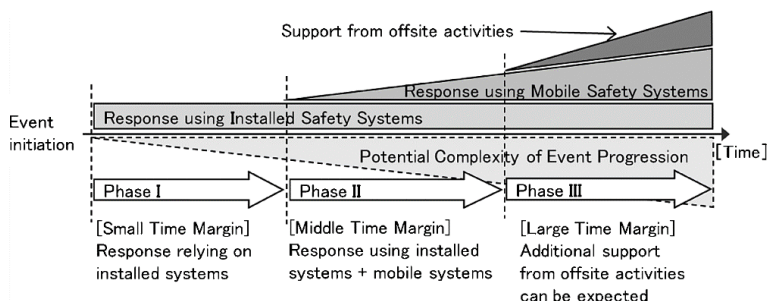 Support from offsite activities
Response using Mobile Safety Systems
Response using Installed Safety Systems
Event
initiation
[Time]
Potential Complexity of Event Progression
Phase Ⅰ
Phase Ⅱ
Phase Ⅲ
[Small Time Margin]
Response relying on
installed systems
[Middle Time Margin]
Response using installed
systems + mobile systems
[Large Time Margin]
Additional support
from offsite activities
can be expected